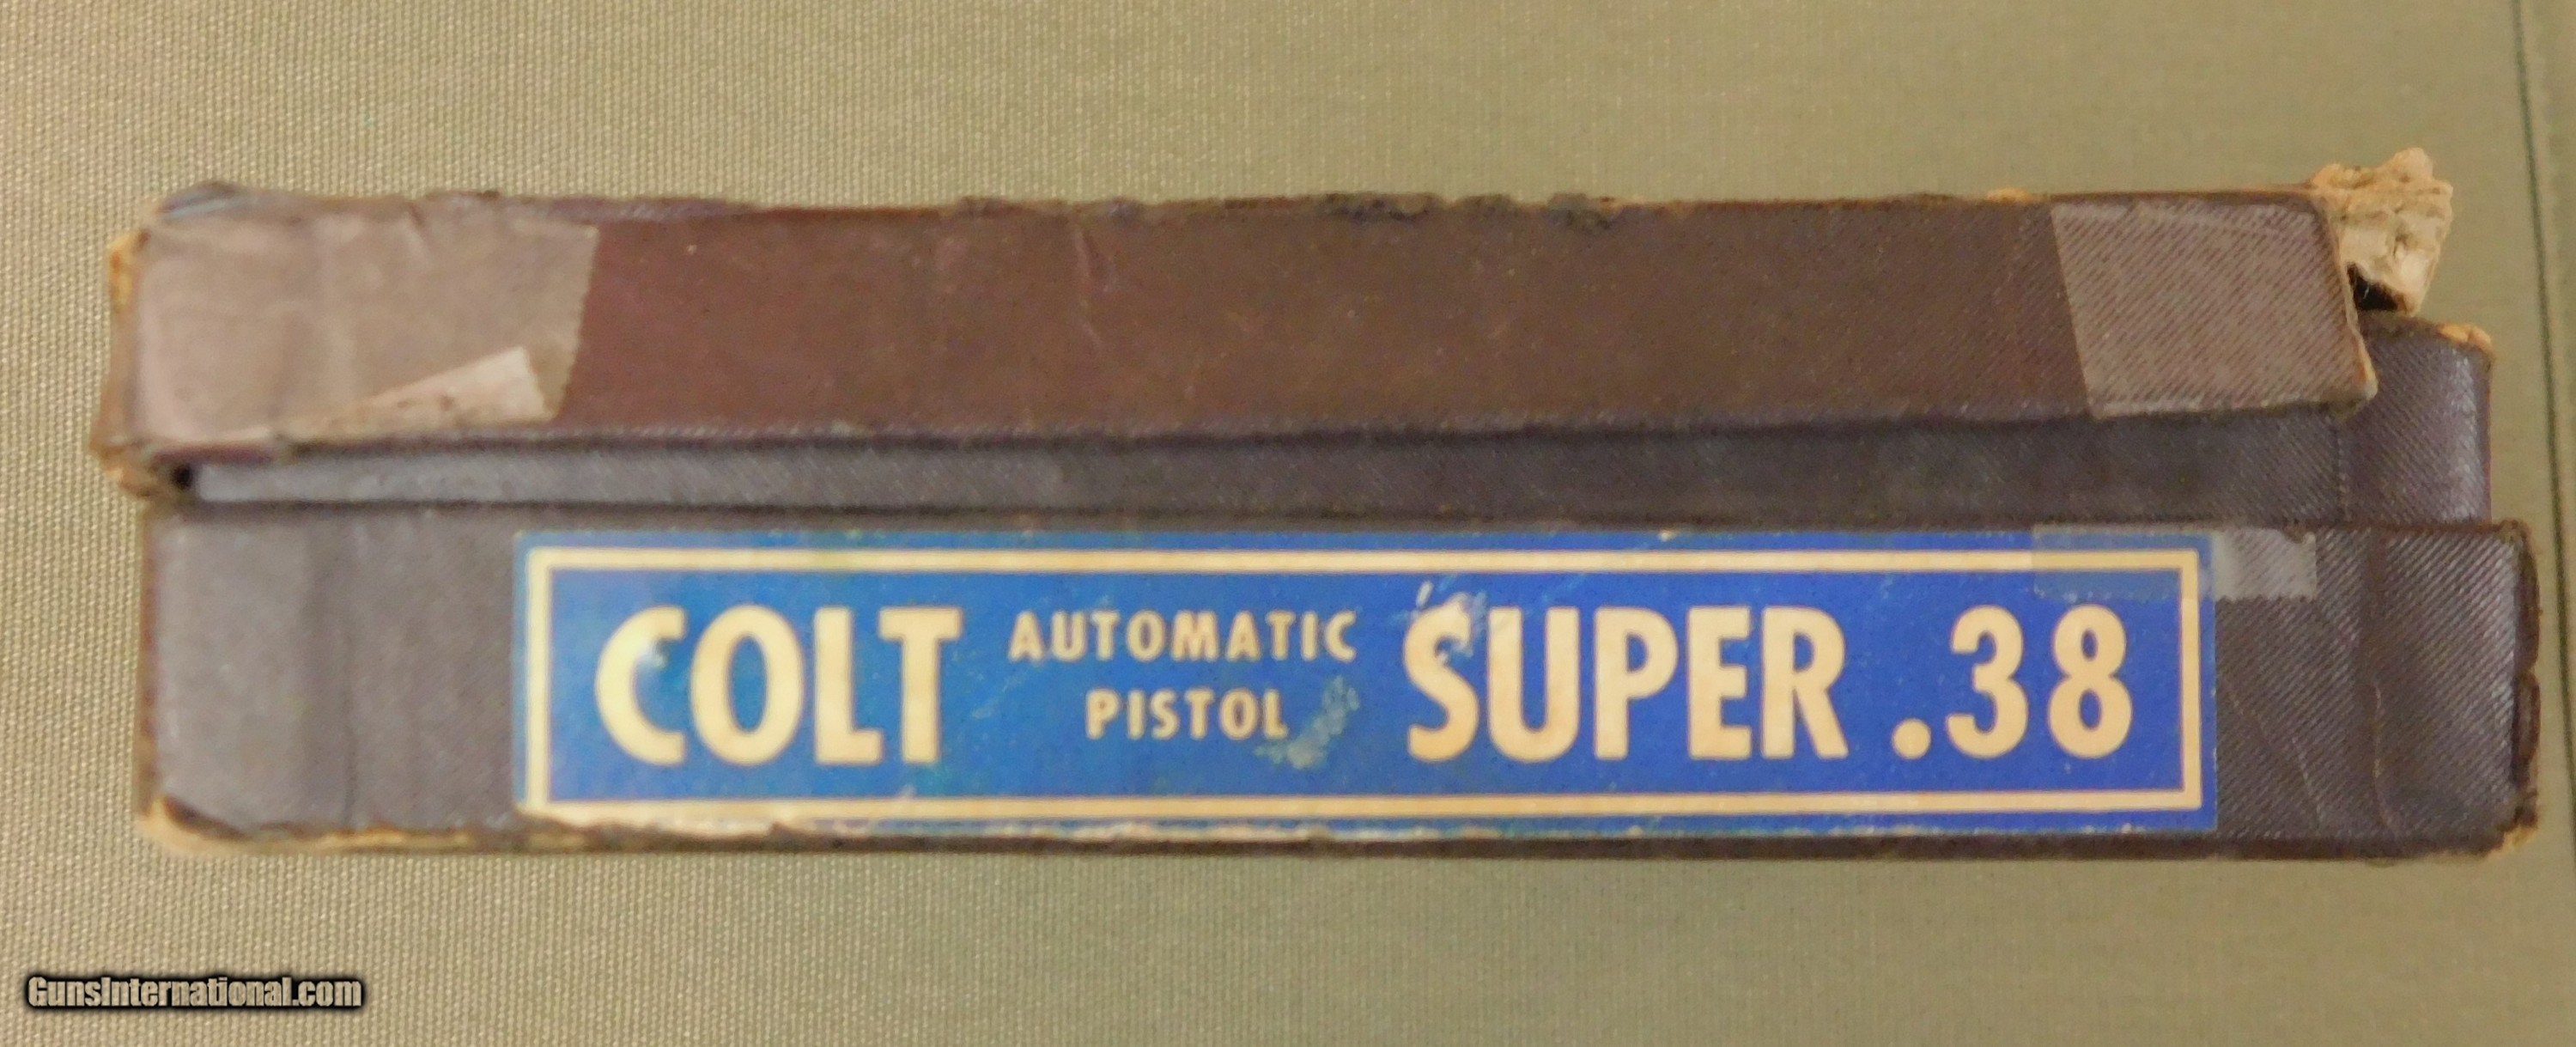 COLT AUTOMATIC PISTOL SUPER .38
GunsInternational.com